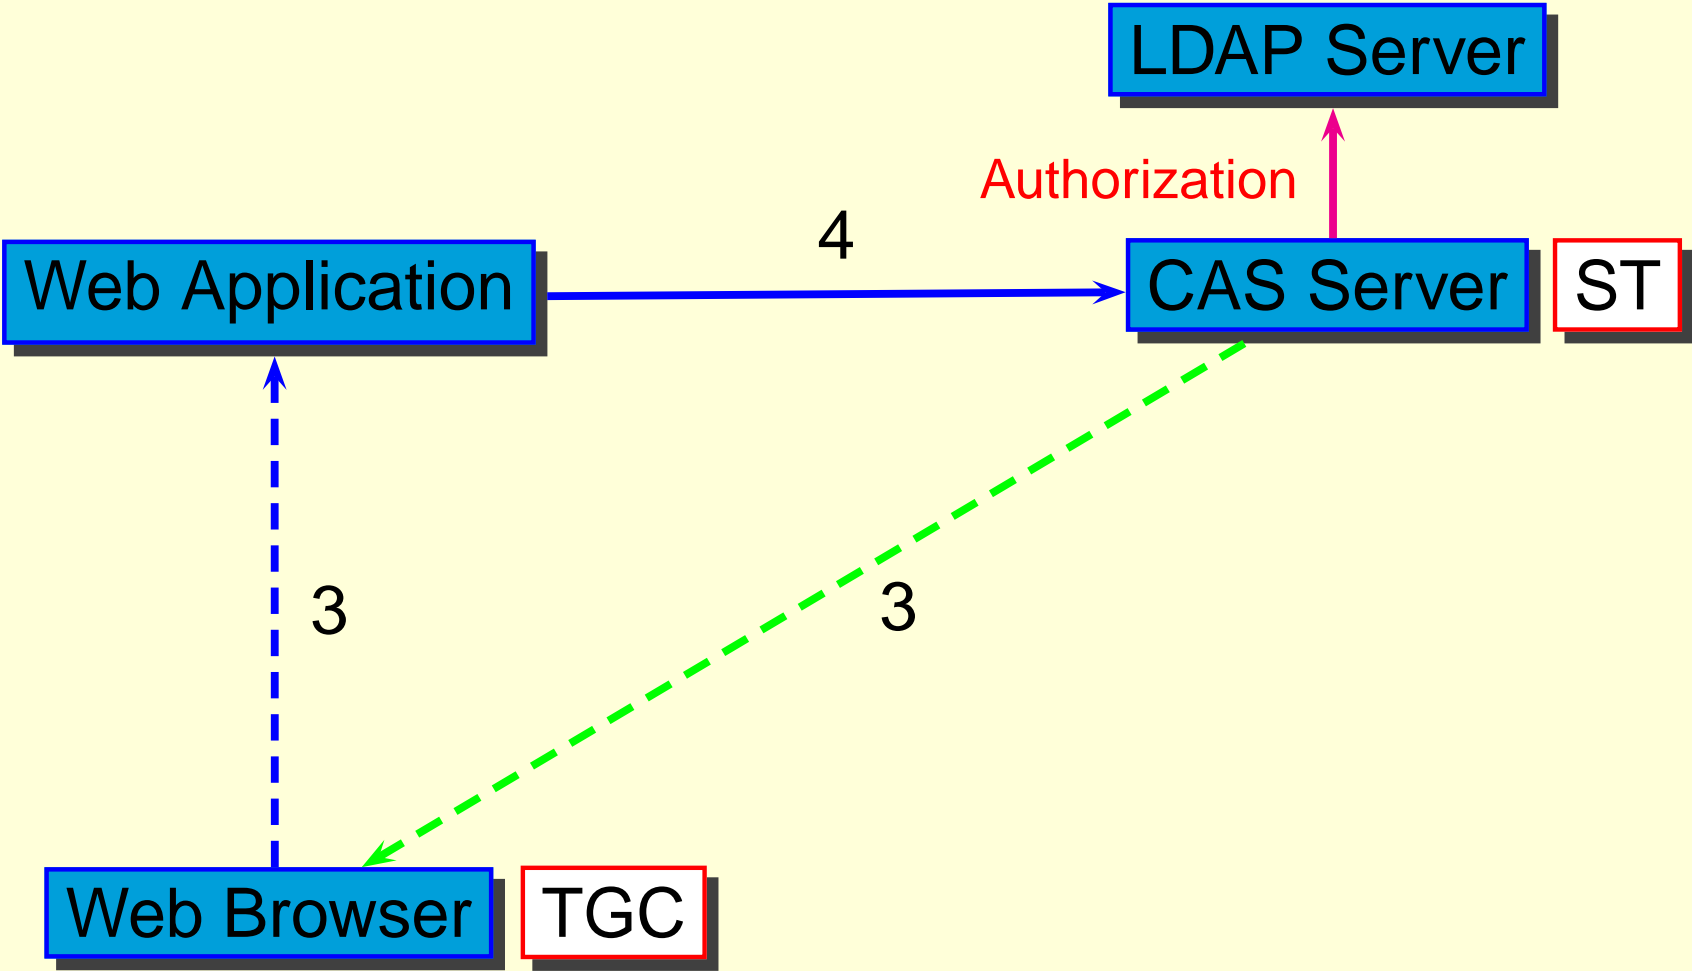 LDAP Server
Authorization
4
Web Application
CAS Server
ST
3
3
Web Browser
TGC